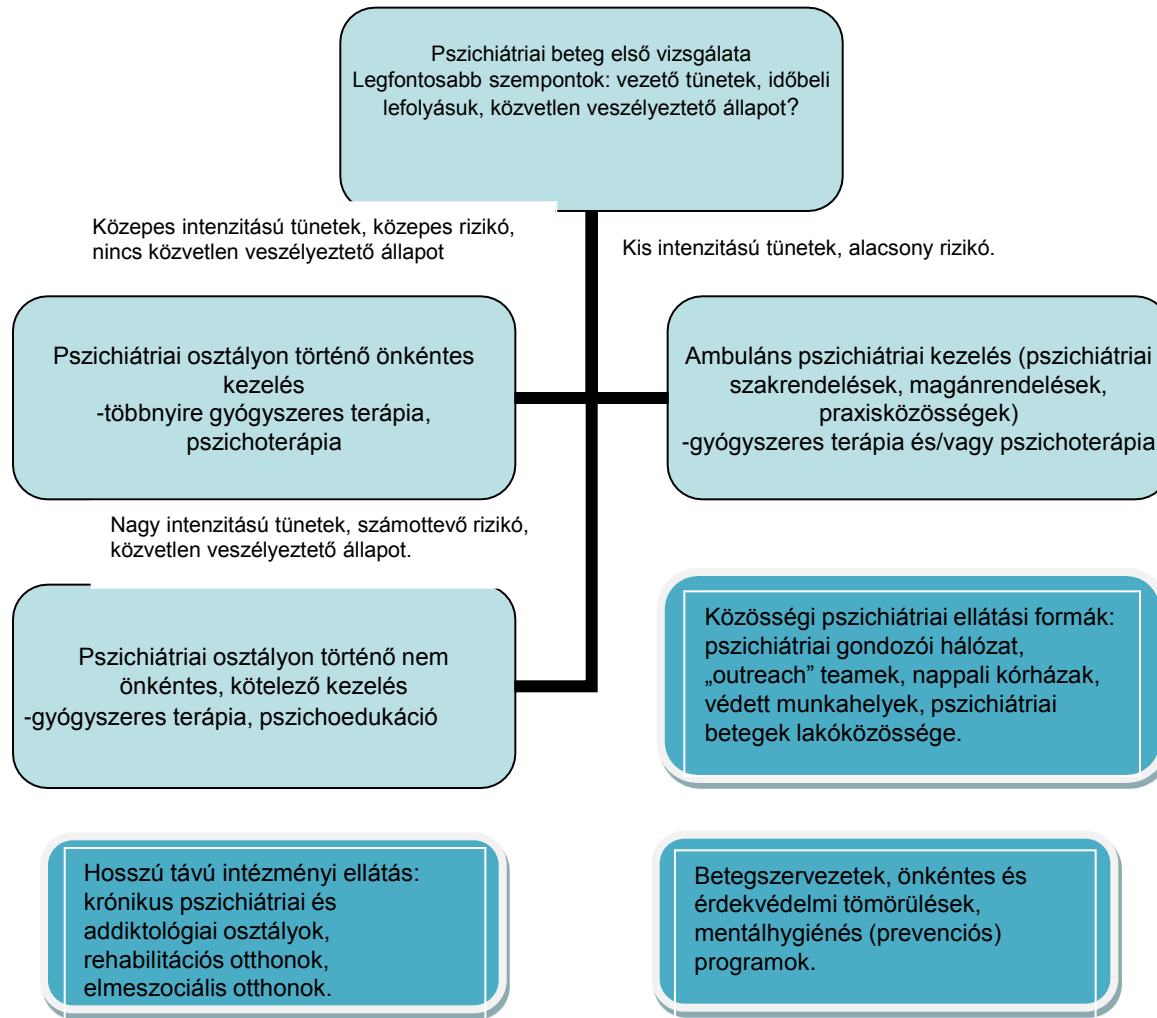 Pszichiátriai beteg első vizsgálata
Legfontosabb szempontok: vezető tünetek, időbeli
lefolyásuk, közvetlen veszélyeztető állapot?
Közepes intenzitású tünetek, közepes rizikó,
nincs közvetlen veszélyeztető állapot
Kis intenzitású tünetek, alacsony rizikó.
Pszichiátriai osztályon történő önkéntes
kezelés
-többnyire gyógyszeres terápia,
pszichoterápia
Ambuláns pszichiátriai kezelés (pszichiátriai
szakrendelések, magánrendelések,
praxisközösségek)
-gyógyszeres terápia és/vagy pszichoterápia
Nagy intenzitású tünetek, számottevő rizikó,
közvetlen veszélyeztető állapot.
Pszichiátriai osztályon történő nem
önkéntes, kötelező kezelés
-gyógyszeres terápia, pszichoedukáció
Közösségi pszichiátriai ellátási formák:
pszichiátriai gondozói hálózat,
„outreach” teamek, nappali kórházak,
védett munkahelyek, pszichiátriai
betegek lakóközössége.
Hosszú távú intézményi ellátás:
krónikus pszichiátriai és
addiktológiai osztályok,
rehabilitációs otthonok,
elmeszociális otthonok.
Betegszervezetek, önkéntes és
érdekvédelmi tömörülések,
mentálhygiénés (prevenciós)
programok.